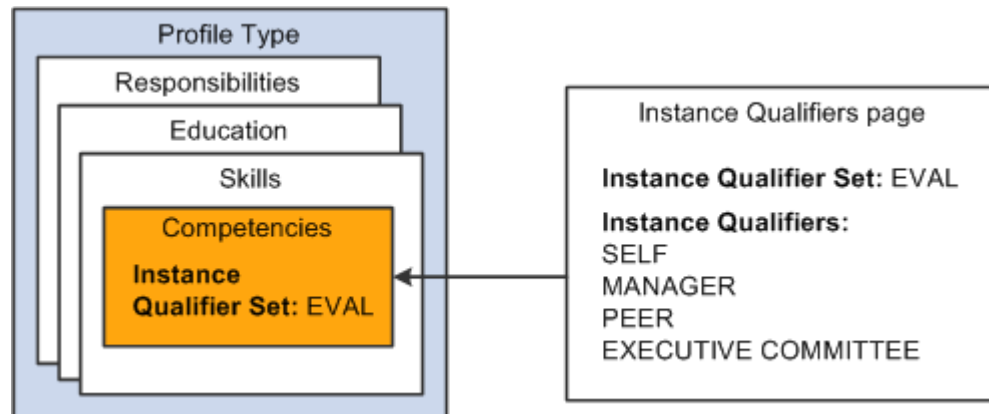 Profile Type
Responsibilities
Education
Skills
Competencies
Instance
Qualifier Set: EVAL
Instance Qualifiers page
Instance Qualifier Set: EVAL
Instance Qualifiers:
SELF
MANAGER
PEER
EXECUTIVE COMMITTEE